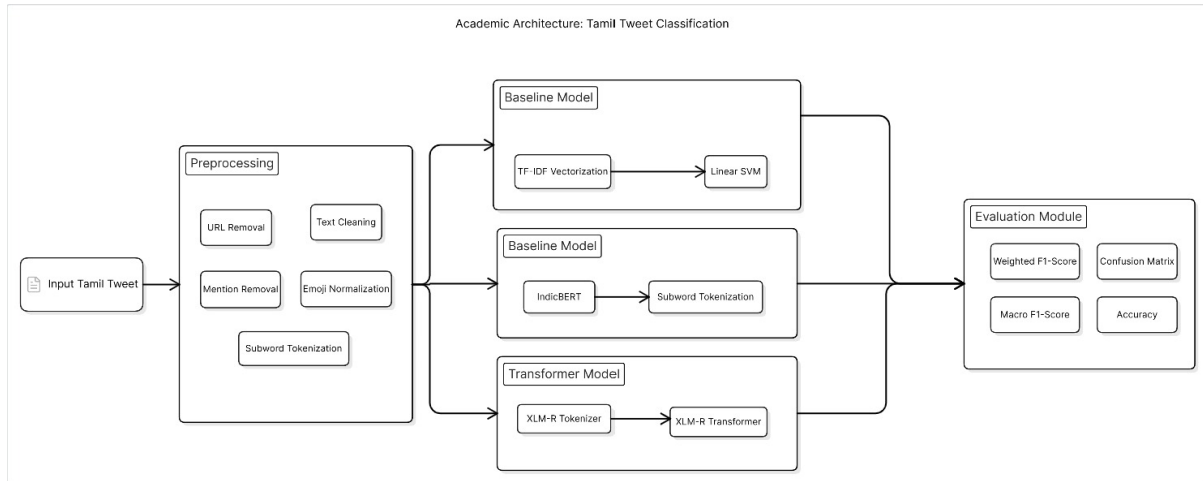 Academic Architecture: Tamil Tweet Classification
Input Tamil Tweet
Preprocessing
URL Removal
Text Cleaning
Mention Removal
Emoji Normalization
Subword Tokenization
Baseline Model
TF-IDF Vectorization
Linear SVM
Baseline Model
IndicBERT
Subword Tokenization
Transformer Model
XLM-R Tokenizer
XLM-R Transformer
Evaluation Module
Weighted F1-Score
Confusion Matrix
Macro F1-Score
Accuracy